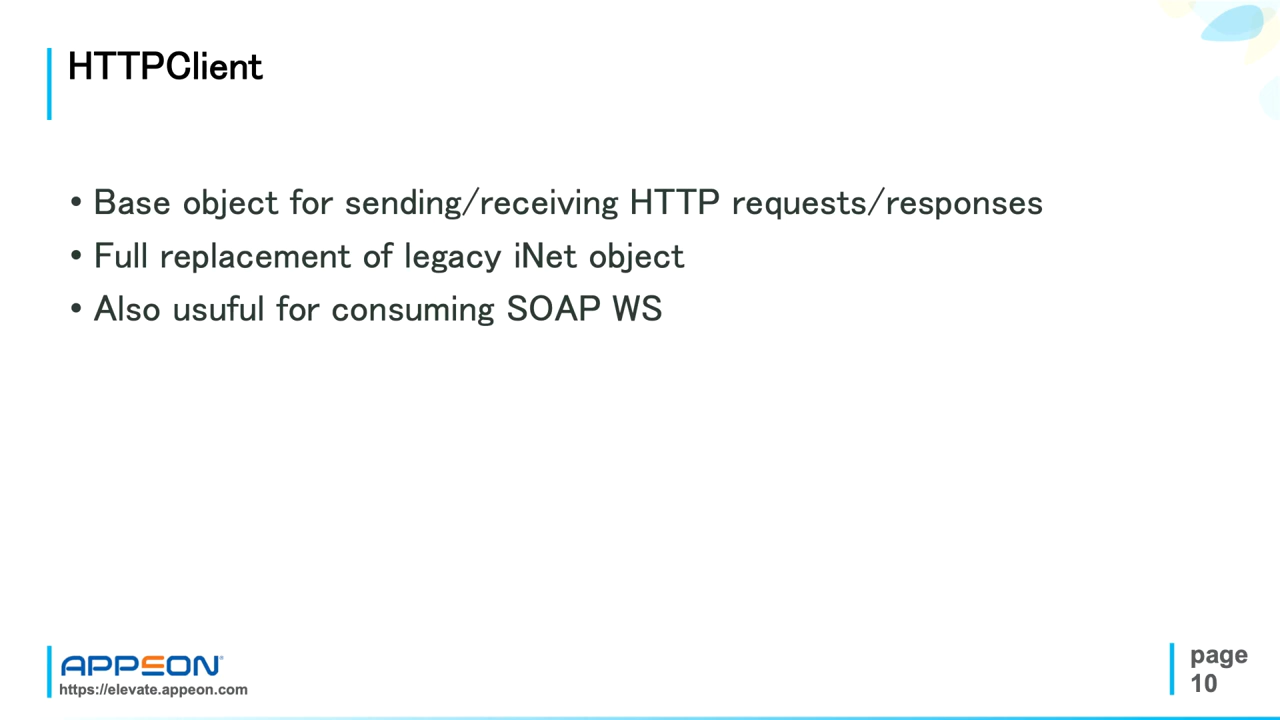 HTTPClient
• Base object for sending/receiving HTTP requests/responses
• Full replacement of legacy iNet object
• Also usuful for consuming SOAP WS
APPEON®
https://elevate.appeon.com
page
10